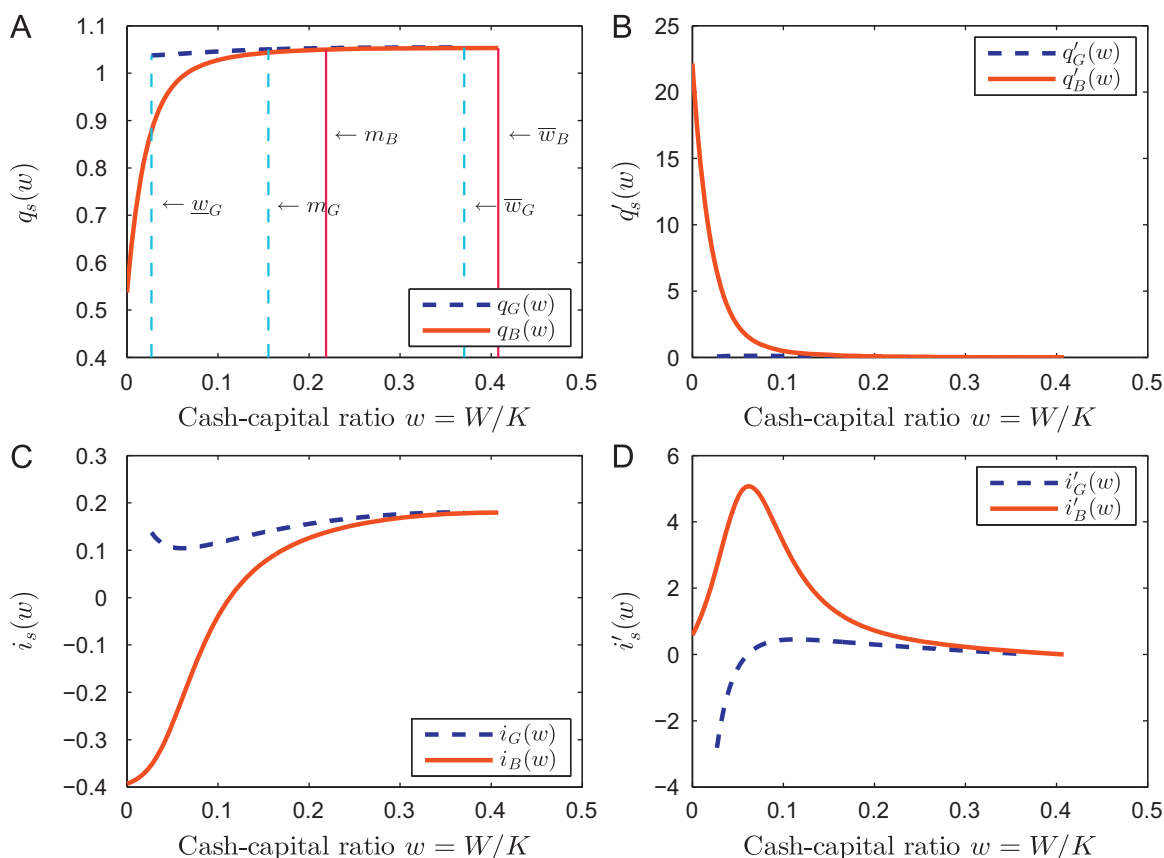 A
1.1
1
0.9
0.8
0.7
0.6
0.5
0.4
q_s(w)
← m_B
← w̅_B
← w̲_G
← m_G
← w̅_G
q_G(w)
q_B(w)
0 0.1 0.2 0.3 0.4 0.5
Cash-capital ratio w = W/K
B
25
20
15
10
5
0
q′_s(w)
q′_G(w)
q′_B(w)
0 0.1 0.2 0.3 0.4 0.5
Cash-capital ratio w = W/K
C
0.3
0.2
0.1
0
−0.1
−0.2
−0.3
−0.4
i_s(w)
i_G(w)
i_B(w)
0 0.1 0.2 0.3 0.4 0.5
Cash-capital ratio w = W/K
D
6
4
2
0
−2
−4
i′_s(w)
i′_G(w)
i′_B(w)
0 0.1 0.2 0.3 0.4 0.5
Cash-capital ratio w = W/K